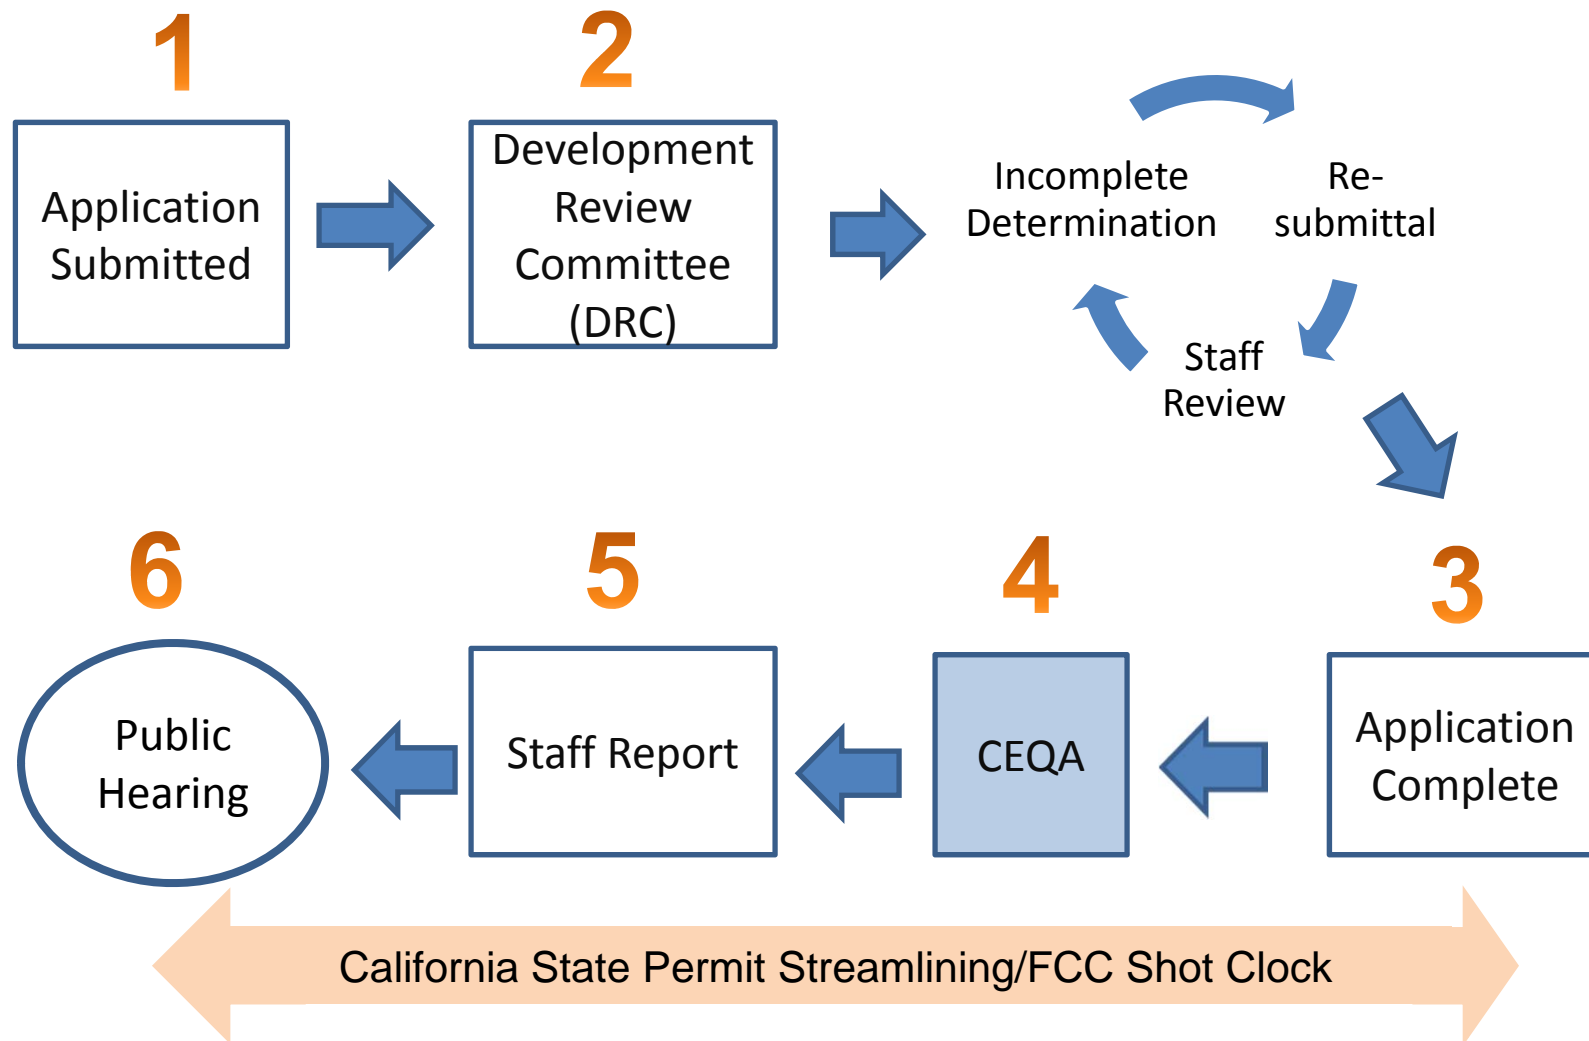 1
Application
Submitted
2
Development
Review
Committee
(DRC)
Incomplete
Determination
Re-
submittal
Staff
Review
3
Application
Complete
4
CEQA
5
Staff Report
6
Public
Hearing
California State Permit Streamlining/FCC Shot Clock